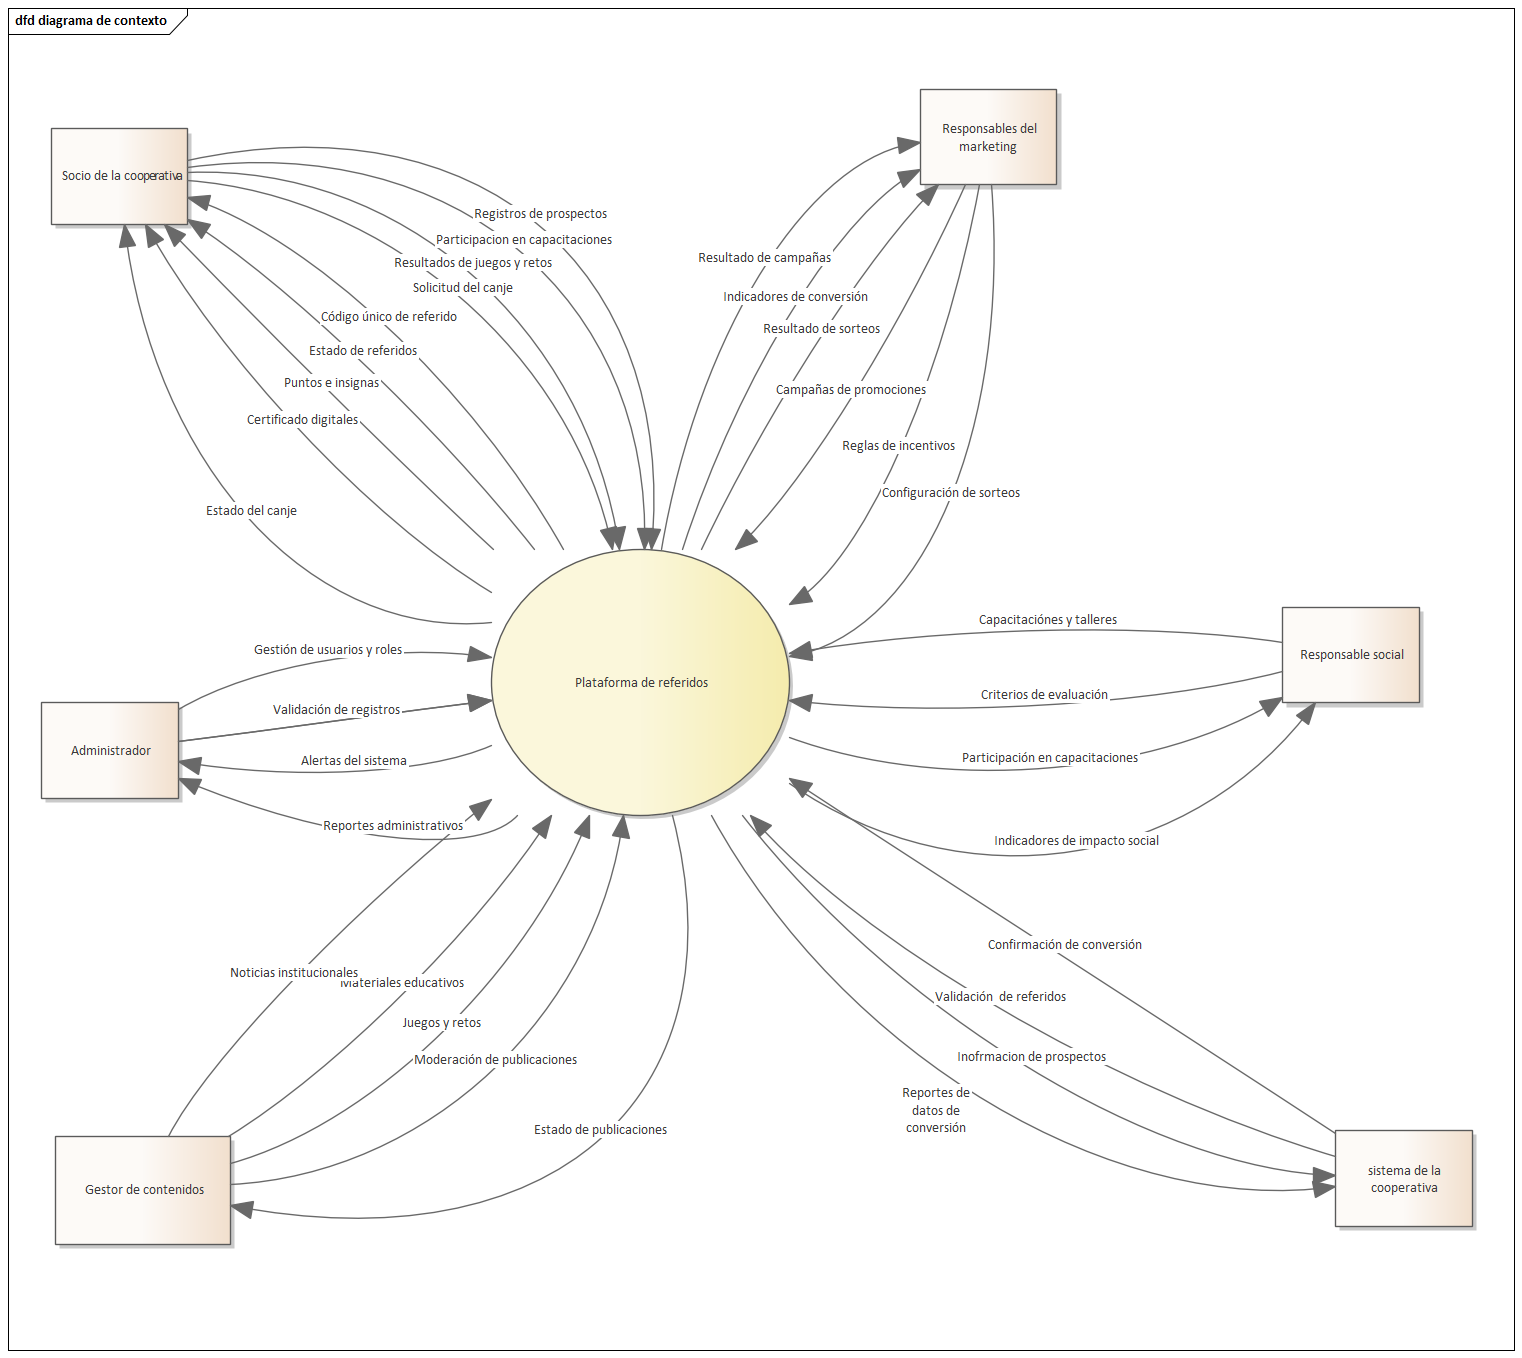 dfd diagrama de contexto
Responsables del
marketing
Socio de la cooperativa
Registros de prospectos
Participacion en capacitaciones
Resultados de juegos y retos
Solicitud del canje
Código único de referido
Estado de referidos
Puntos e insignas
Certificado digitales
Estado del canje
Resultado de campañas
Indicadores de conversión
Resultado de sorteos
Campañas de promociones
Reglas de incentivos
Configuración de sorteos
Capacitaciónes y talleres
Responsable social
Criterios de evaluación
Participación en capacitaciones
Indicadores de impacto social
Plataforma de referidos
Gestión de usuarios y roles
Validación de registros
Administrador
Alertas del sistema
Reportes administrativos
Noticias institucionales
Materiales educativos
Juegos y retos
Moderación de publicaciones
Estado de publicaciones
Gestor de contenidos
Confirmación de conversión
Validación  de referidos
Inofrmacion de prospectos
Reportes de
datos de
conversión
sistema de la
cooperativa